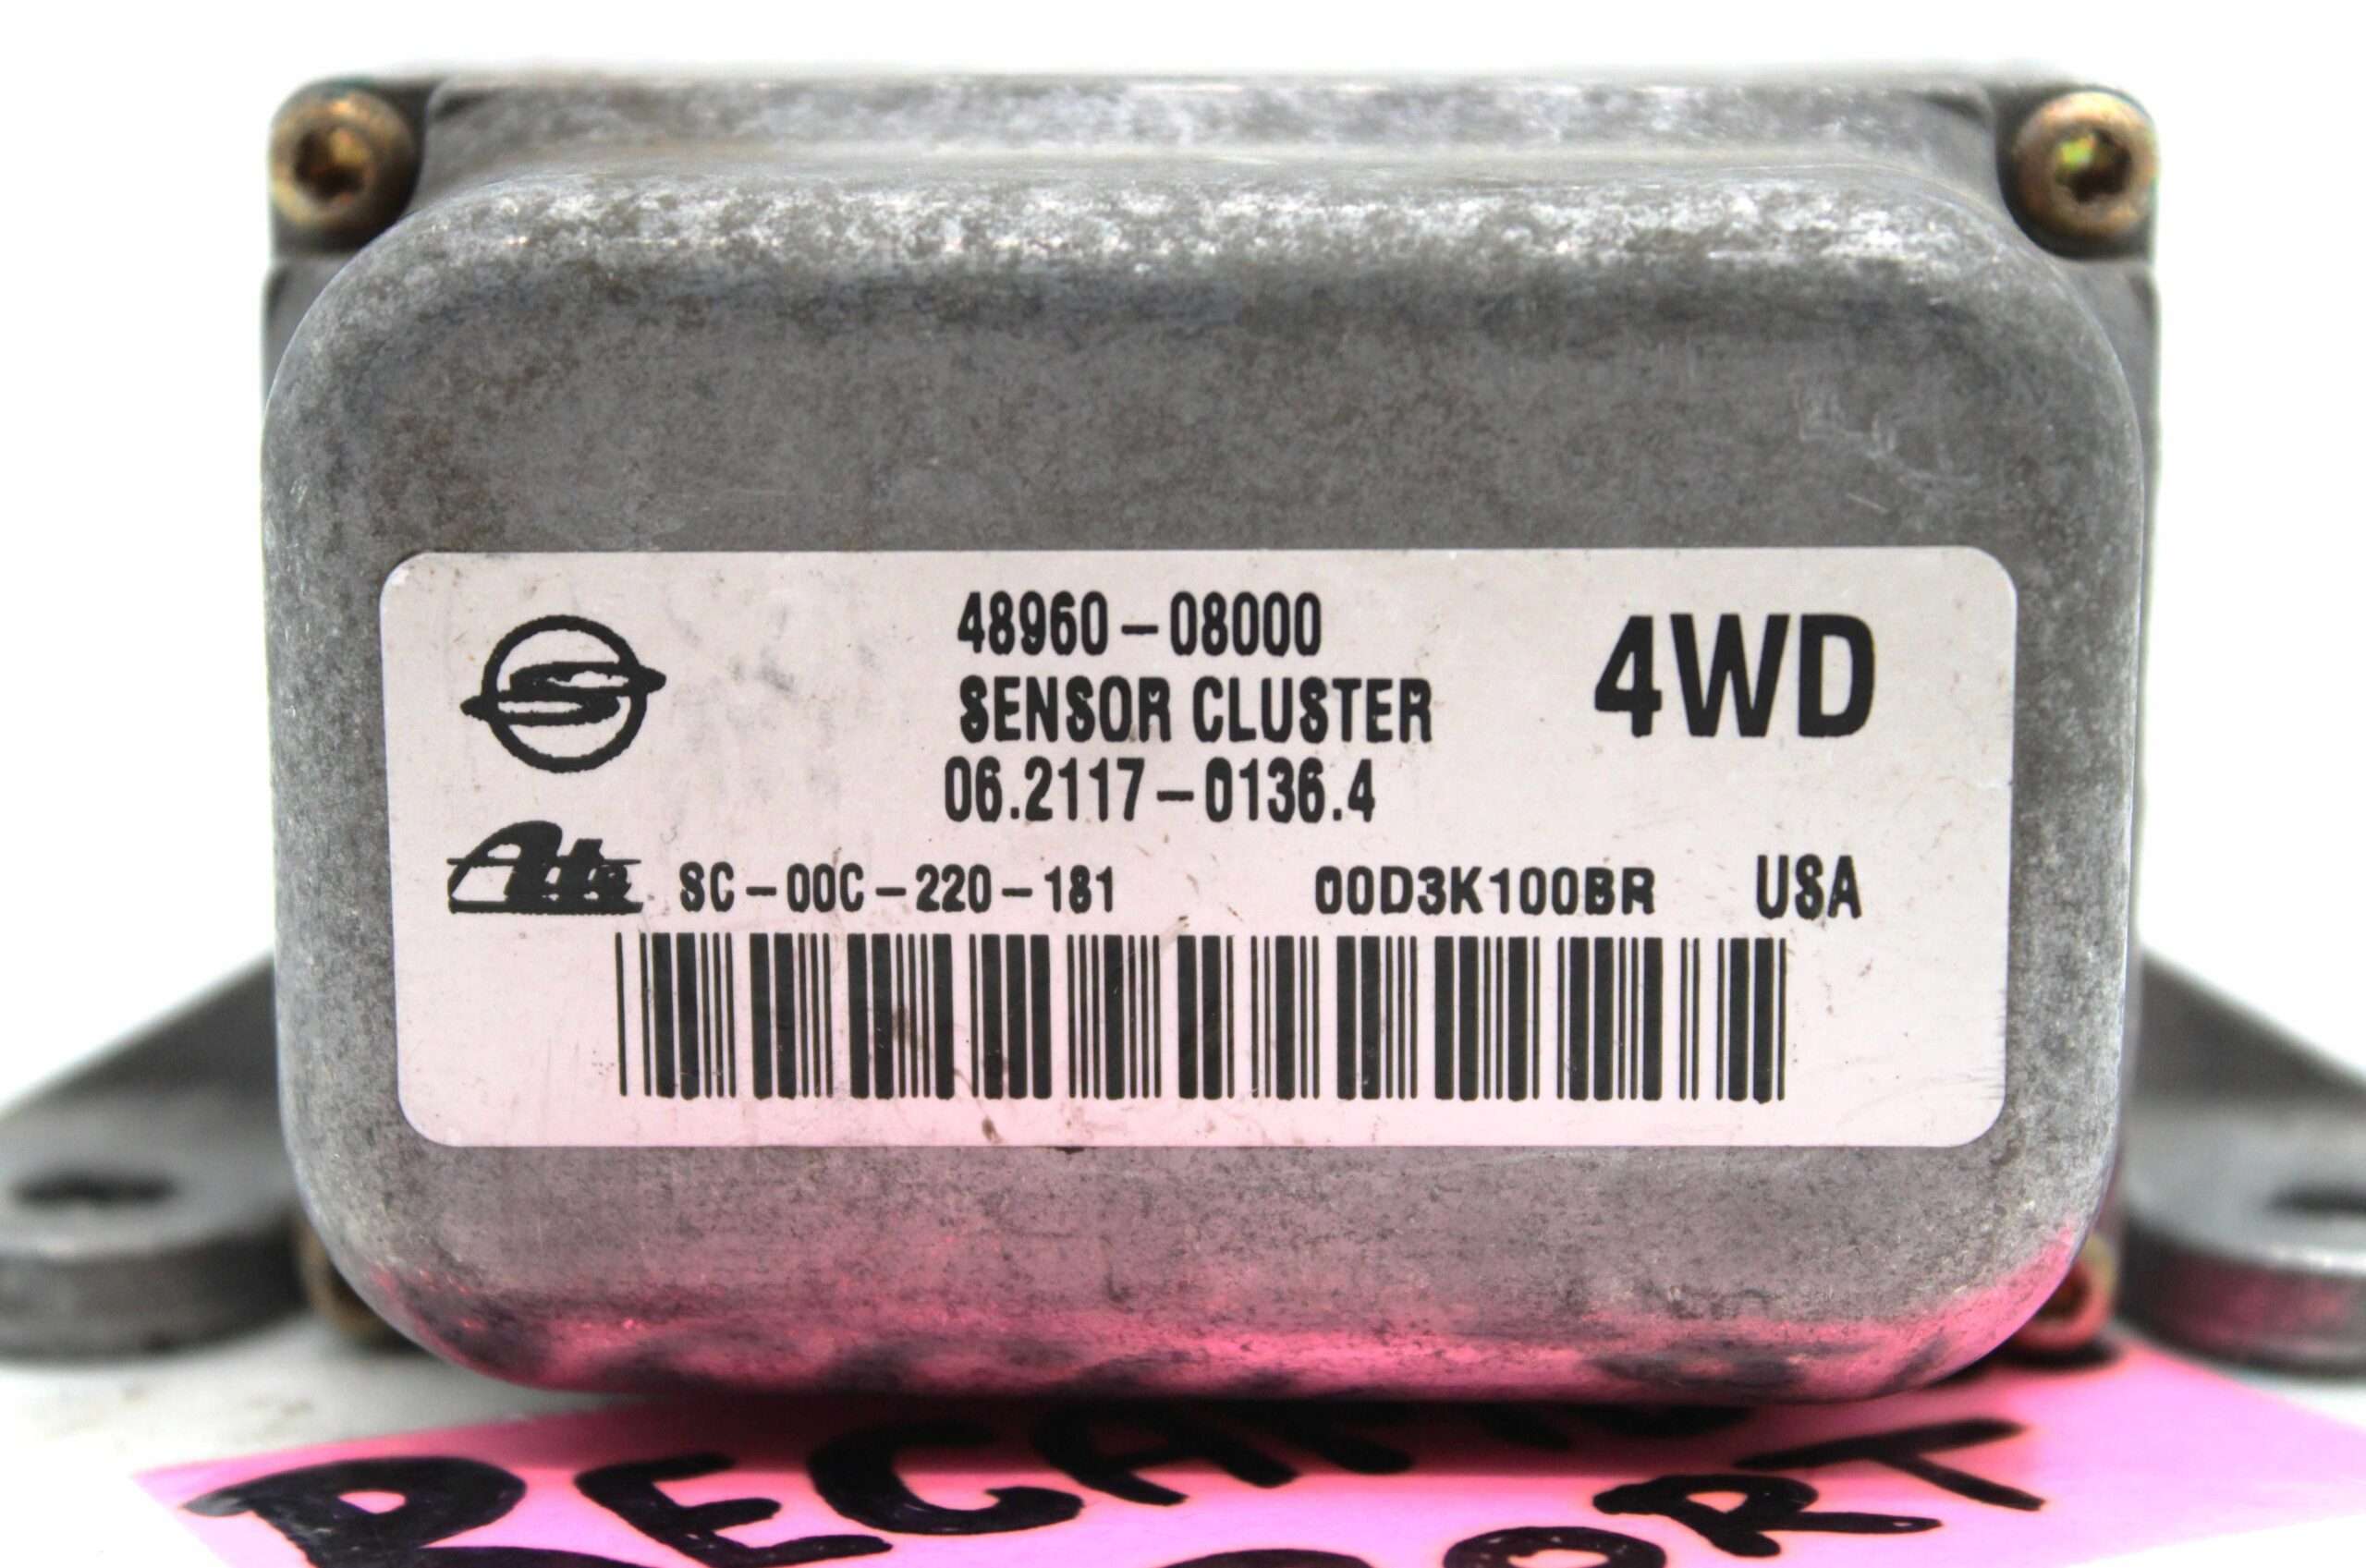 48960-08000
4WD
SENSOR CLUSTER
06.2117-0136.4
Ate SC-00C-220-181 00D3K100BR USA